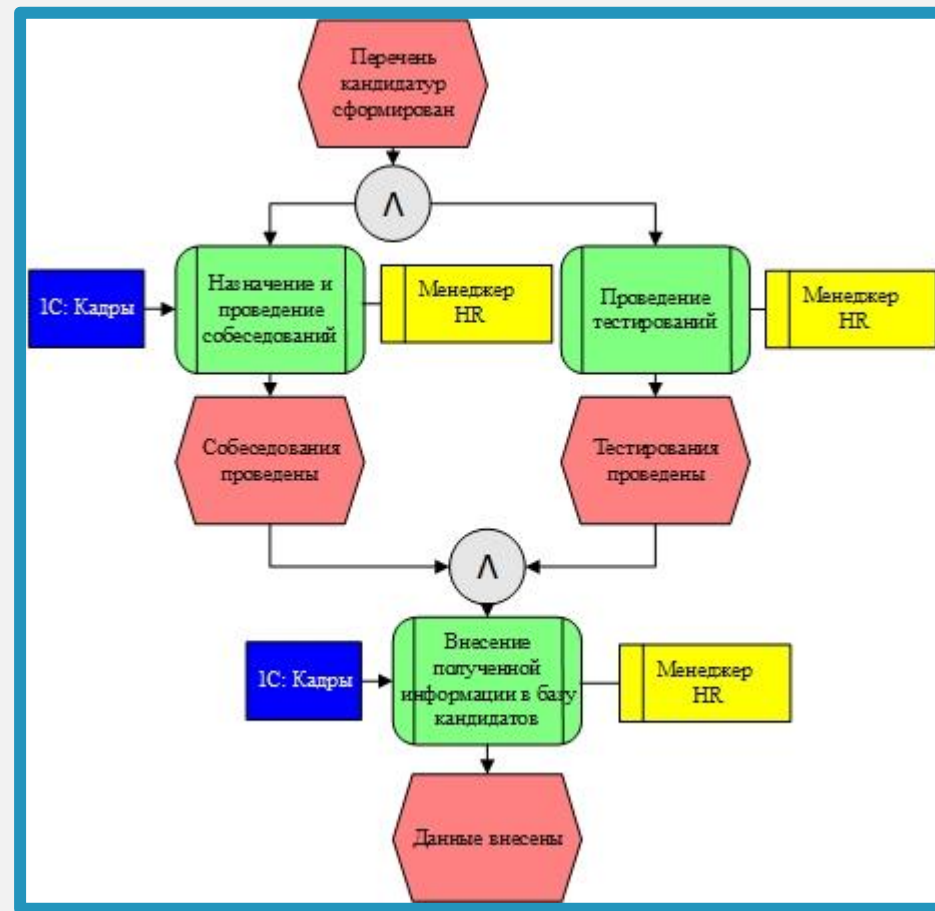 Перечень
кандидатур
сформирован
Λ
1С: Кадры
Назначение и
проведение
собеседований
Менеджер
HR
Проведение
тестирований
Менеджер
HR
Собеседования
проведены
Тестирования
проведены
Λ
1С: Кадры
Внесение
полученной
информации в базу
кандидатов
Менеджер
HR
Данные внесены